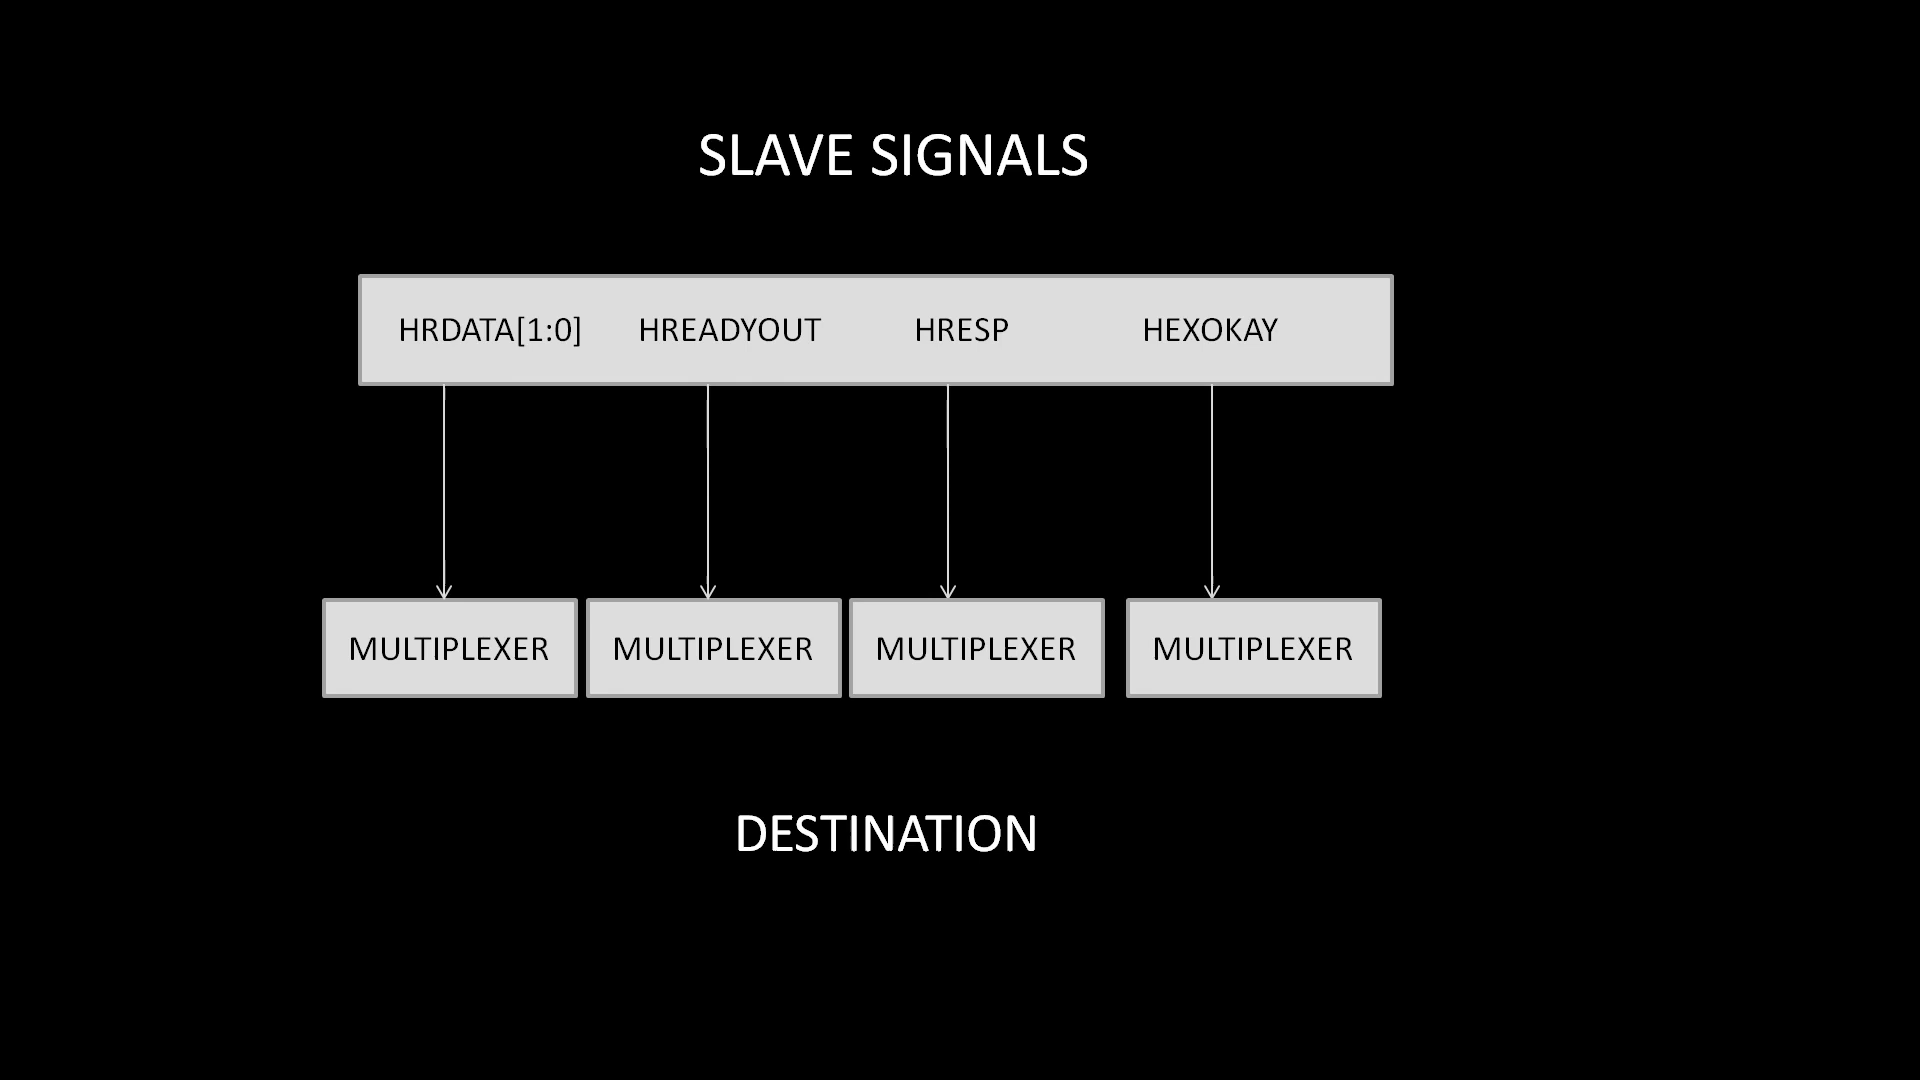 SLAVE SIGNALS
HRDATA[1:0] HREADYOUT HRESP HEXOKAY
MULTIPLEXER MULTIPLEXER MULTIPLEXER MULTIPLEXER
DESTINATION